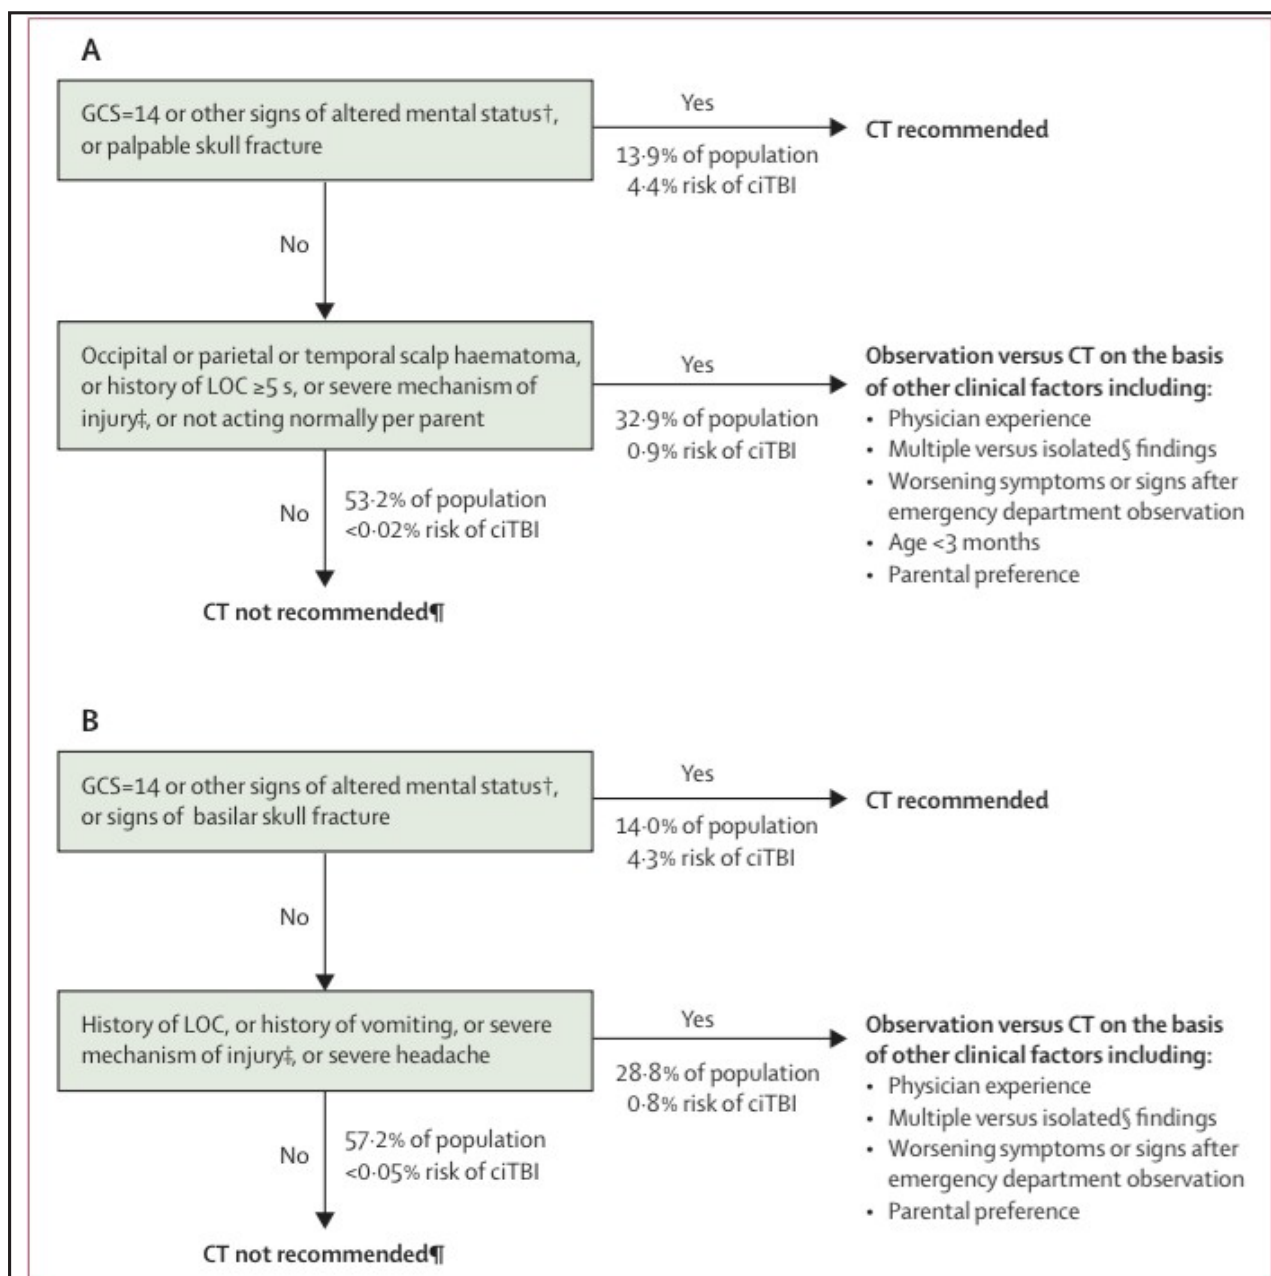 A
GCS=14 or other signs of altered mental status†,
or palpable skull fracture
Yes
13·9% of population
4·4% risk of ciTBI
CT recommended
No
Occipital or parietal or temporal scalp haematoma,
or history of LOC ≥5 s, or severe mechanism of
injury‡, or not acting normally per parent
Yes
32·9% of population
0·9% risk of ciTBI
Observation versus CT on the basis
of other clinical factors including:
• Physician experience
• Multiple versus isolated§ findings
• Worsening symptoms or signs after
emergency department observation
• Age <3 months
• Parental preference
No
53·2% of population
<0·02% risk of ciTBI
CT not recommended¶
B
GCS=14 or other signs of altered mental status†,
or signs of basilar skull fracture
Yes
14·0% of population
4·3% risk of ciTBI
CT recommended
No
History of LOC, or history of vomiting, or severe
mechanism of injury‡, or severe headache
Yes
28·8% of population
0·8% risk of ciTBI
Observation versus CT on the basis
of other clinical factors including:
• Physician experience
• Multiple versus isolated§ findings
• Worsening symptoms or signs after
emergency department observation
• Parental preference
No
57·2% of population
<0·05% risk of ciTBI
CT not recommended¶